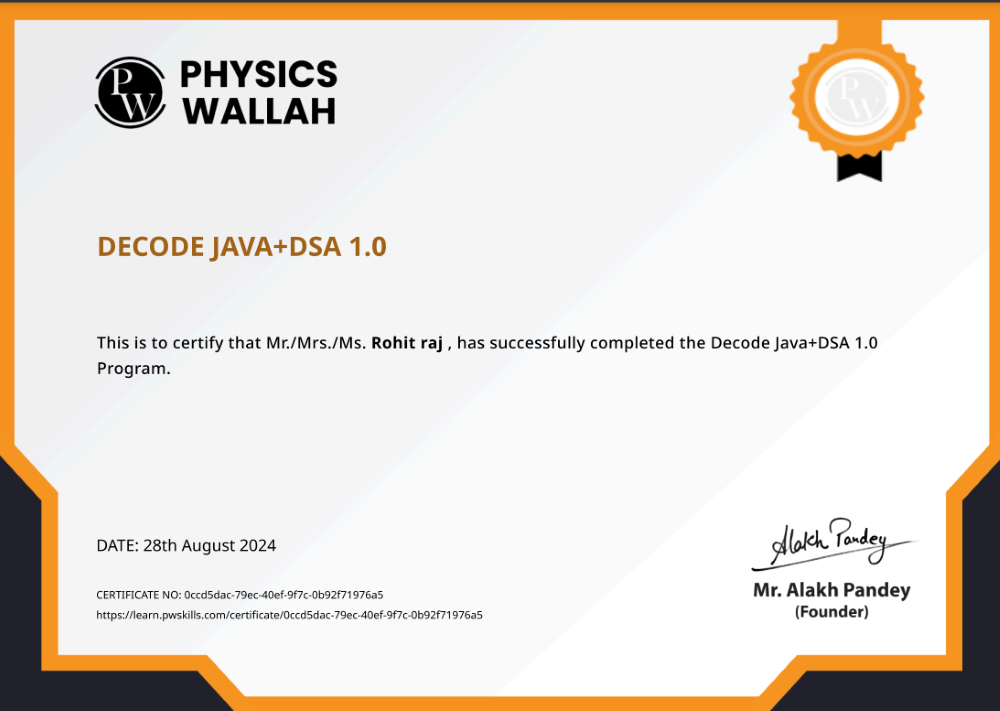 PW
PHYSICS
WALLAH
PW
DECODE JAVA+DSA 1.0
This is to certify that Mr./Mrs./Ms. Rohit raj , has successfully completed the Decode Java+DSA 1.0
Program.
DATE: 28th August 2024
CERTIFICATE NO: 0ccd5dac-79ec-40ef-9f7c-0b92f71976a5
https://learn.pwskills.com/certificate/0ccd5dac-79ec-40ef-9f7c-0b92f71976a5
Alakh Pandey
Mr. Alakh Pandey
(Founder)